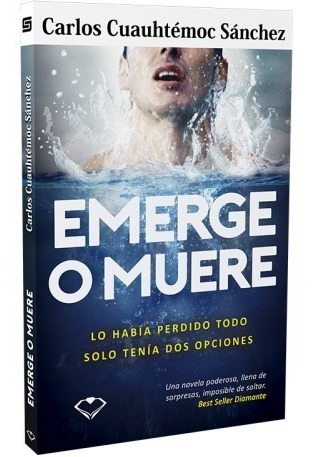 Carlos Cuauhtémoc Sánchez
EMERGE
O MUERE
LO HABÍA PERDIDO TODO
SOLO TENÍA DOS OPCIONES
Una novela poderosa, llena de
sorpresas, imposible de soltar.
Best Seller Diamante
Carlos Cuauhtémoc Sánchez
EMERGE O MUERE